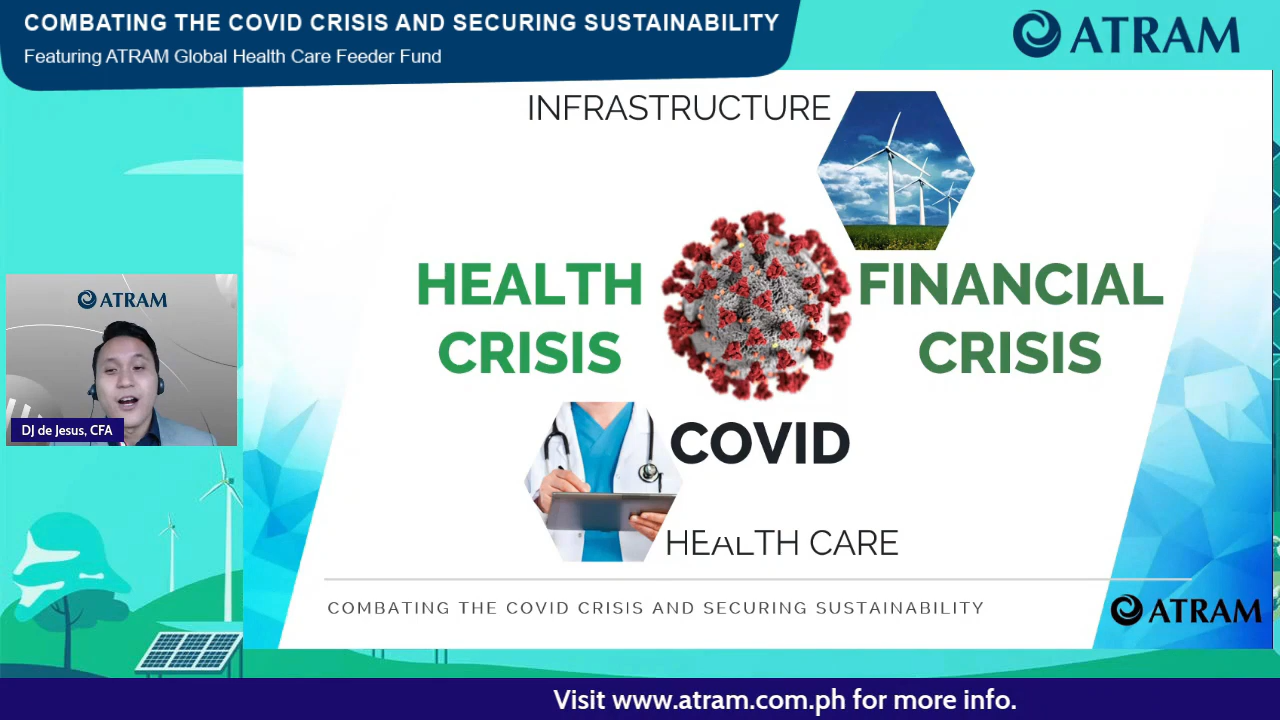 COMBATING THE COVID CRISIS AND SECURING SUSTAINABILITY
Featuring ATRAM Global Health Care Feeder Fund
ATRAM
INFRASTRUCTURE
HEALTH
CRISIS
FINANCIAL
CRISIS
ATRAM
DJ de Jesus, CFA
COVID
HEALTH CARE
COMBATING THE COVID CRISIS AND SECURING SUSTAINABILITY
ATRAM
Visit www.atram.com.ph for more info.